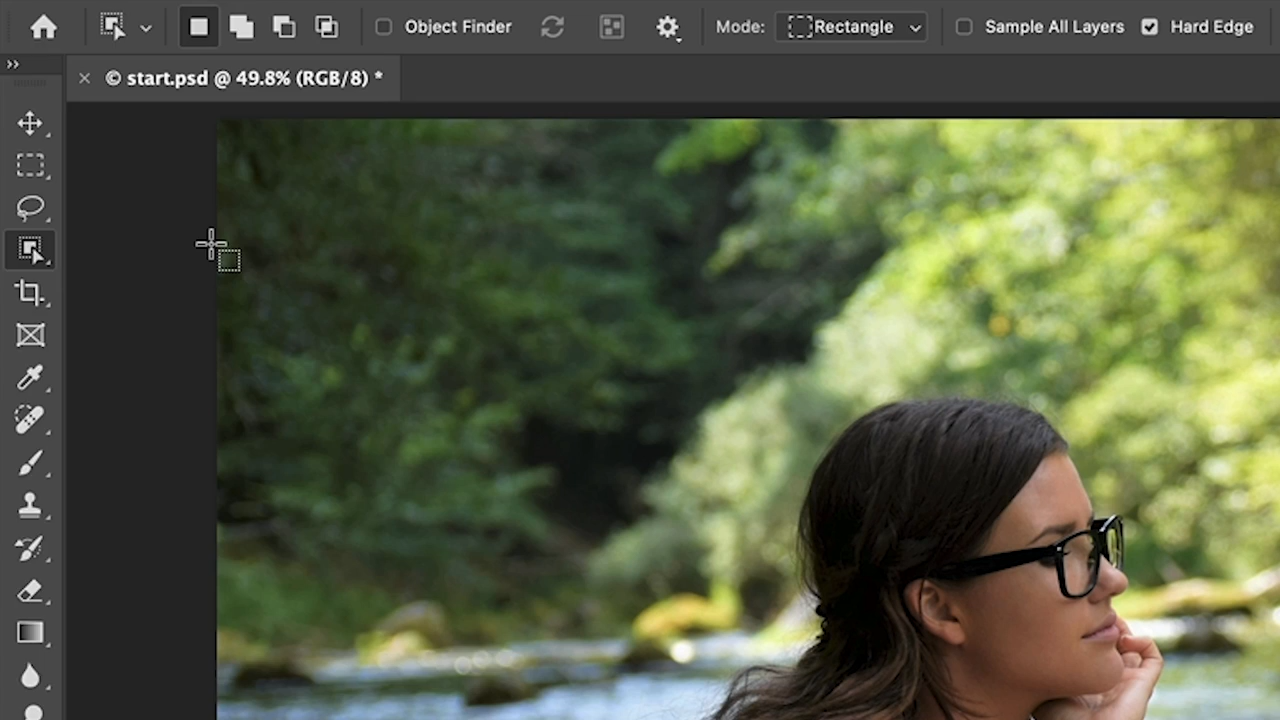 Object Finder Mode: Rectangle Sample All Layers Hard Edge
© start.psd @ 49.8% (RGB/8) *